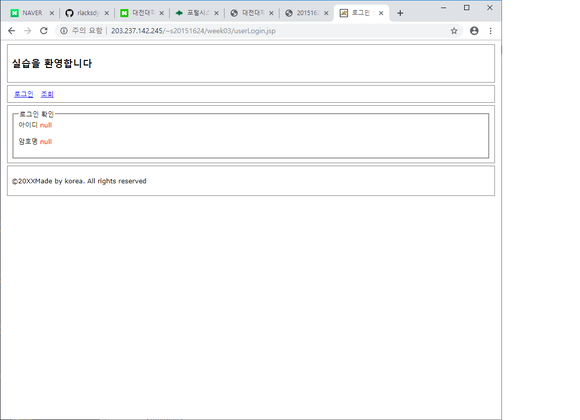 NAVER
rlacksdy
대전대학
포털시스
대전대학
2015162
로그인
주의 요함 | 203.237.142.245/~s20151624/week03/userLogin.jsp
실습을 환영합니다
로그인 조회
로그인 확인
아이디 null
암호명 null
©20XXMade by korea. All rights reserved